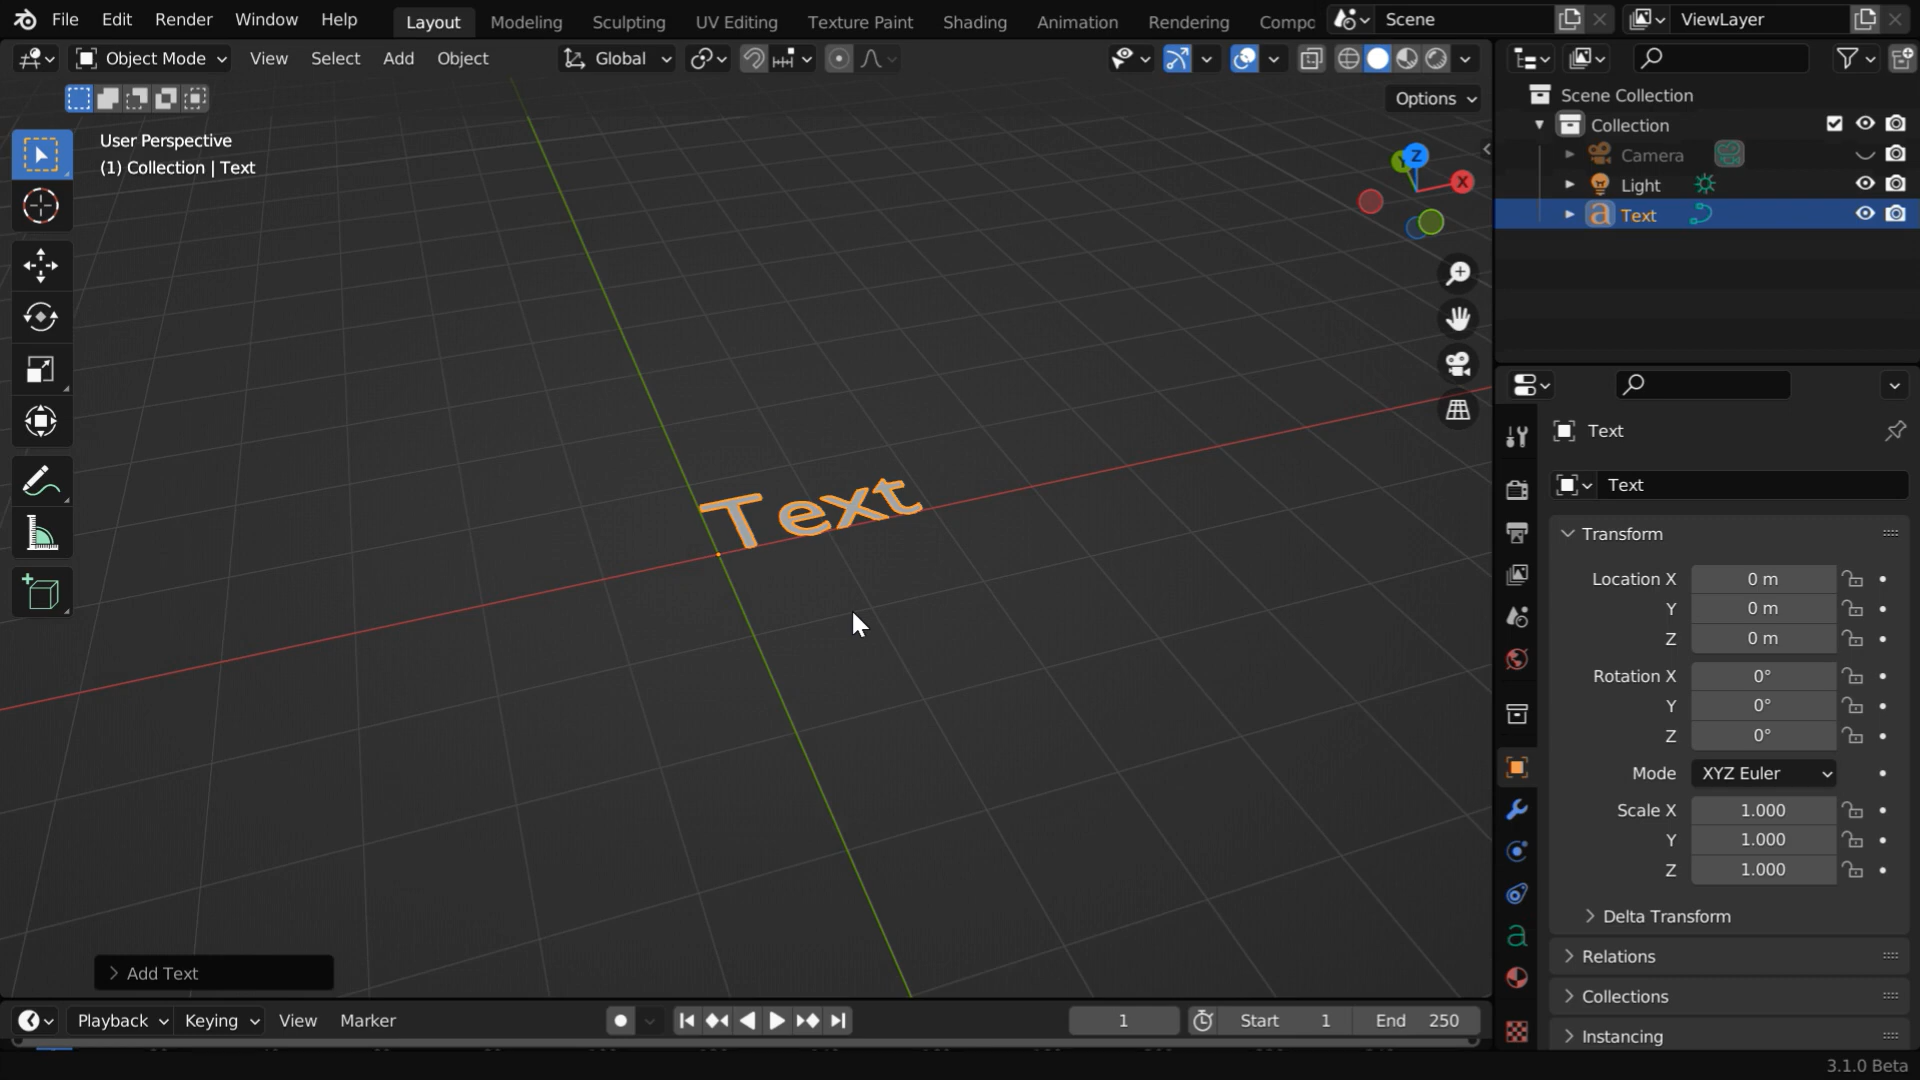 File Edit Render Window Help Layout Modeling Sculpting UV Editing Texture Paint Shading Animation Rendering Compo Scene ViewLayer
Object Mode View Select Add Object Global
Options
User Perspective
(1) Collection | Text
Y Z X
Text
Add Text
Playback Keying View Marker 1 Start 1 End 250
Scene Collection
Collection
Camera
Light
a Text
Text
Text
Transform
Location X 0 m
Y 0 m
Z 0 m
Rotation X 0°
Y 0°
Z 0°
Mode XYZ Euler
Scale X 1.000
Y 1.000
Z 1.000
Delta Transform
a
Relations
Collections
Instancing
3.1.0 Beta